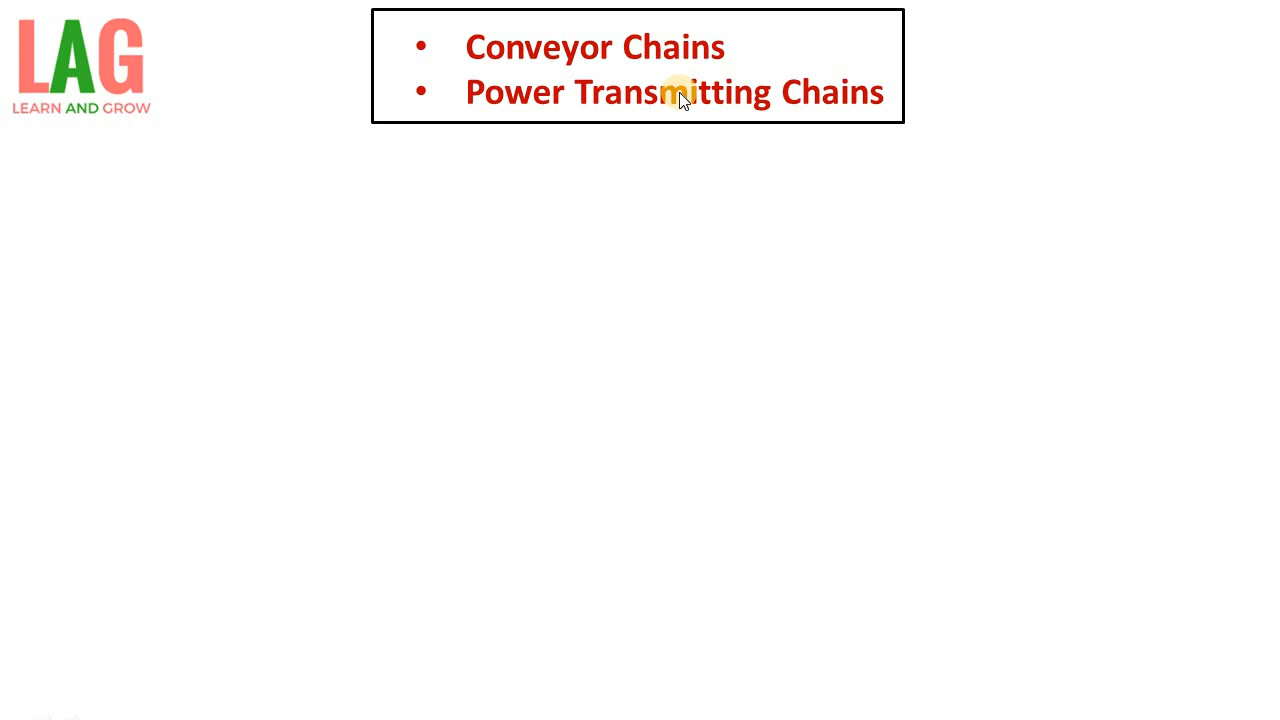 LAG
LEARN AND GROW
• Conveyor Chains
• Power Transmitting Chains